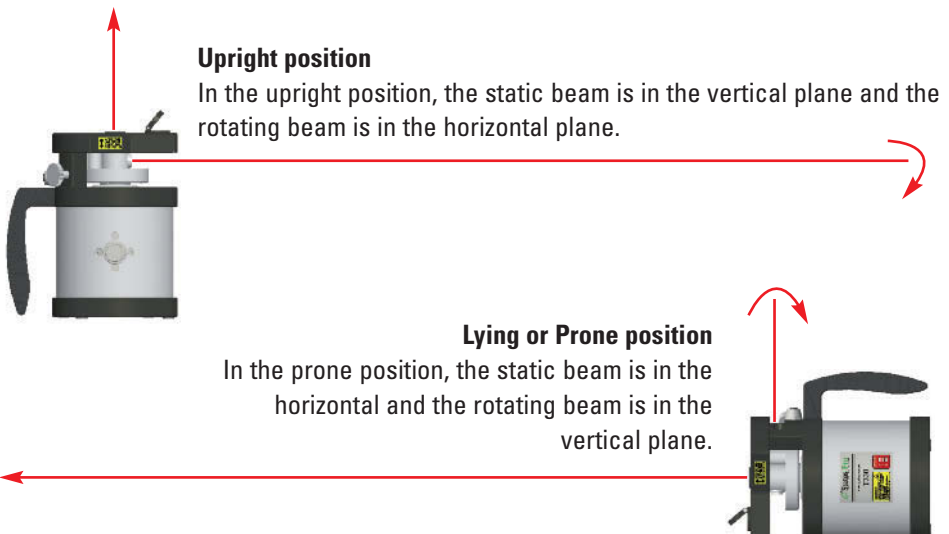 Upright position
In the upright position, the static beam is in the vertical plane and the
rotating beam is in the horizontal plane.
Lying or Prone position
In the prone position, the static beam is in the
horizontal and the rotating beam is in the
vertical plane.